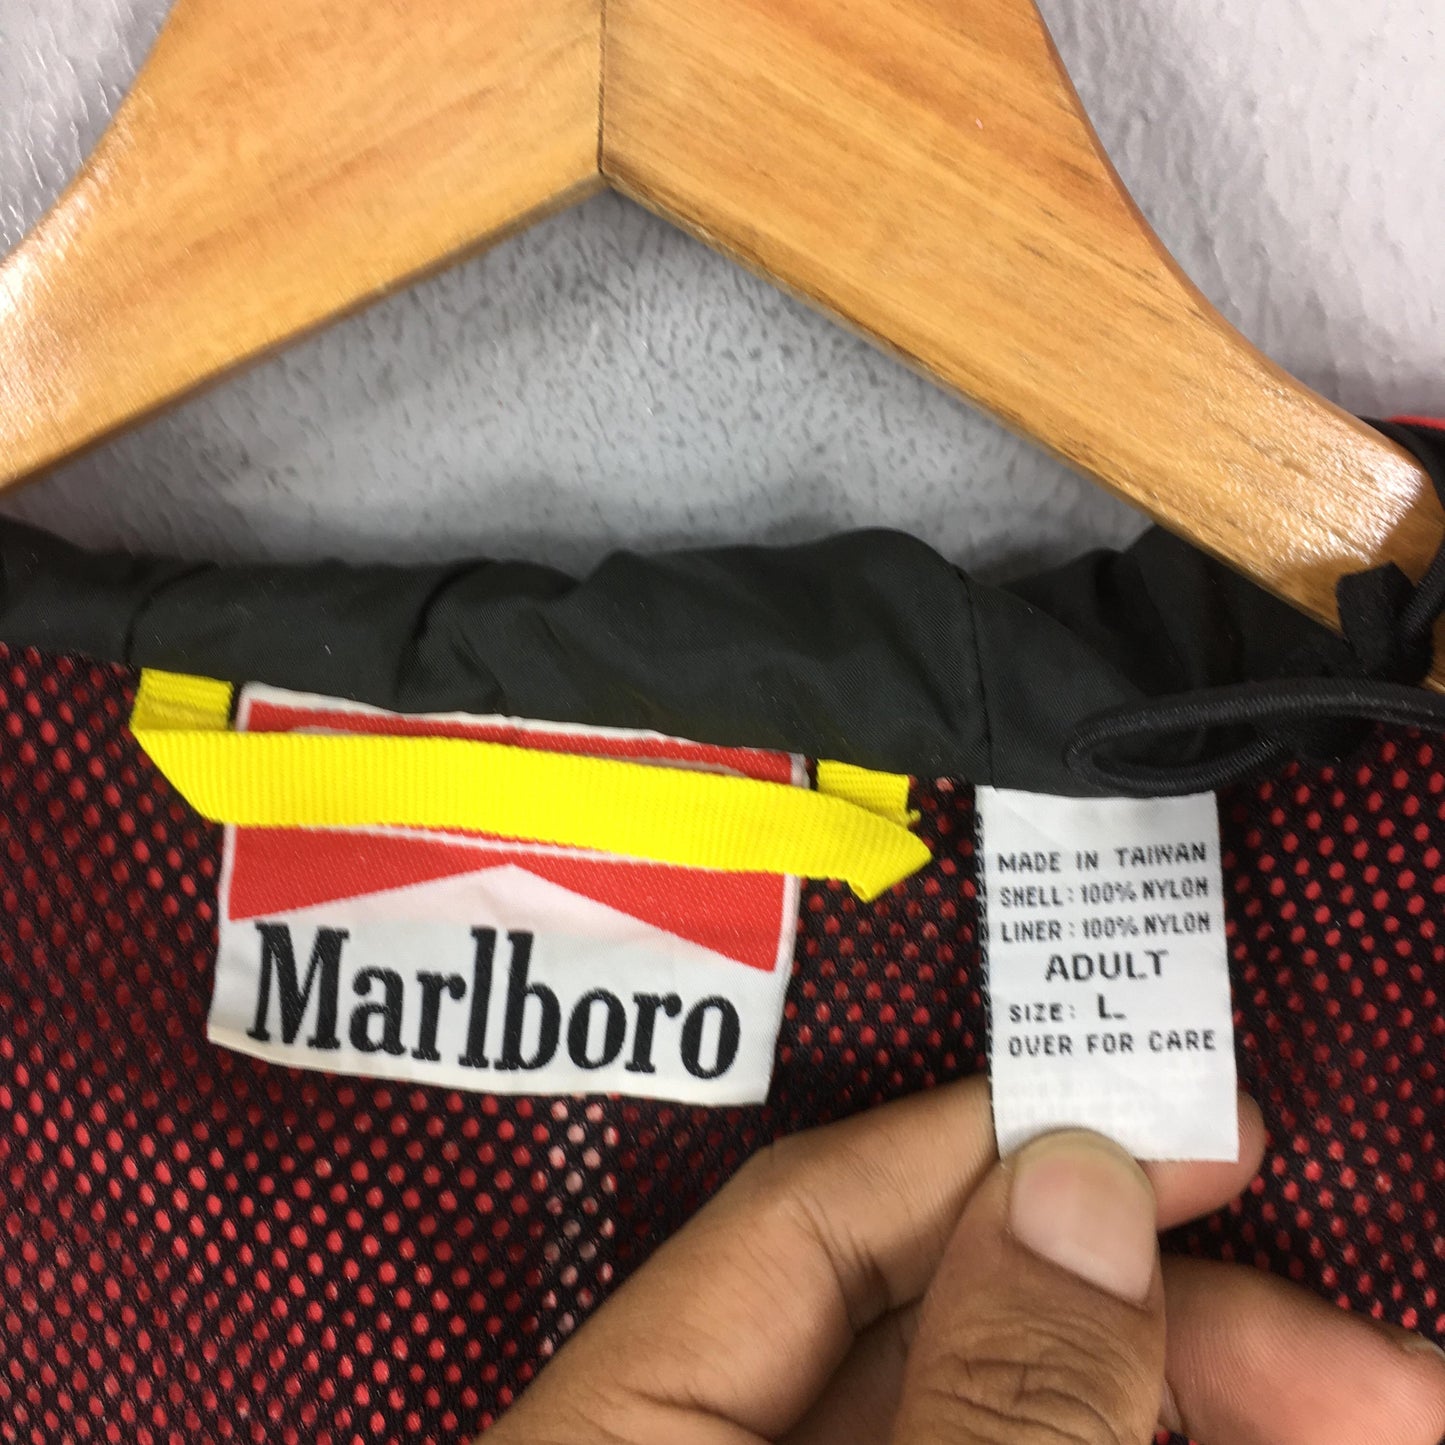 Marlboro
MADE IN TAIWAN
SHELL: 100% NYLON
LINER: 100% NYLON
ADULT
SIZE: L
OVER FOR CARE